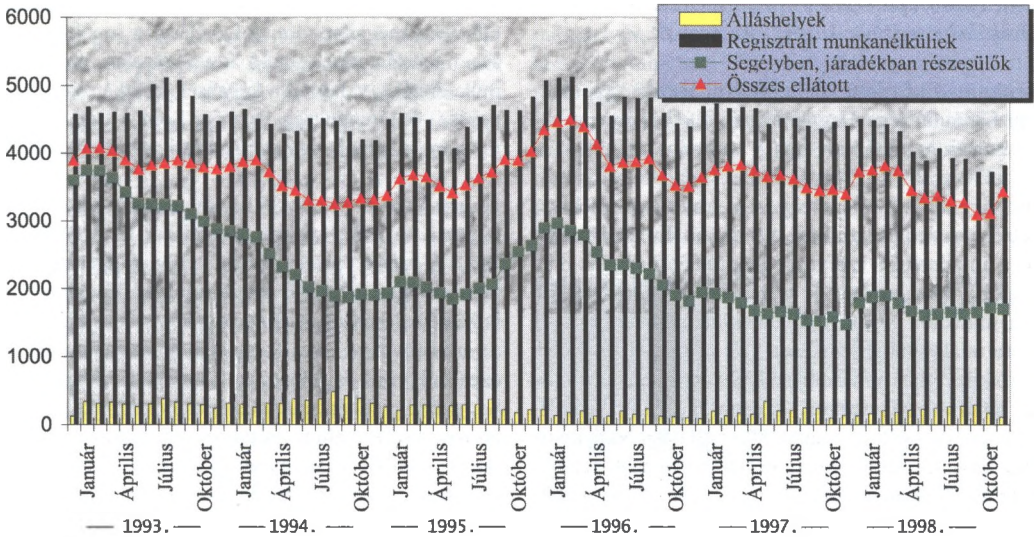 6000
5000
4000
3000
2000
1000
0
Álláshelyek
Regisztrált munkanélküliek
Segélyben, járadékban részesülők
Összes ellátott
Január
Április
Július
Október
Január
Április
Július
Október
Január
Április
Július
Október
Január
Április
Július
Október
Január
Április
Július
Október
Január
Április
Július
Október
1993.
1994.
1995.
1996.
1997.
1998.